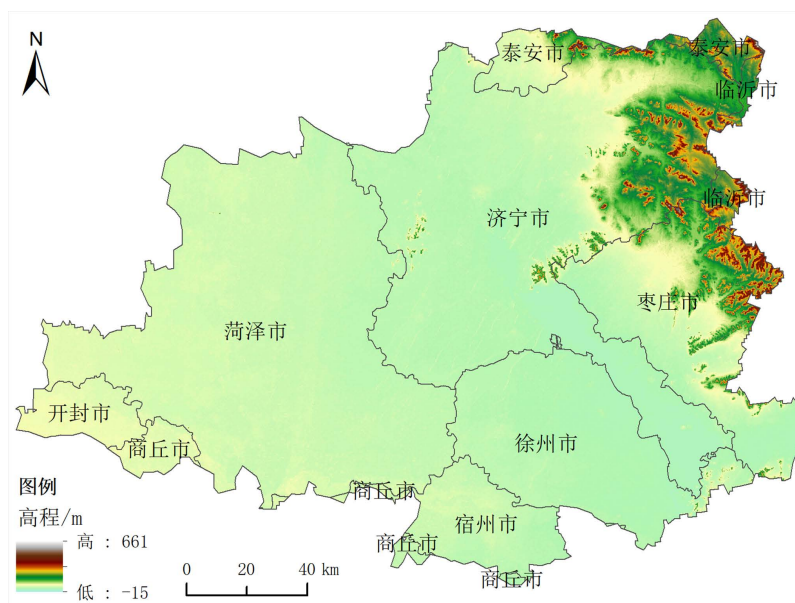 N
泰安市
泰安市
临沂市
临沂市
济宁市
枣庄市
菏泽市
开封市
商丘市
徐州市
商丘市
宿州市
商丘市
商丘市
图例
高程/m
高 : 661
低 : -15
0 20 40 km